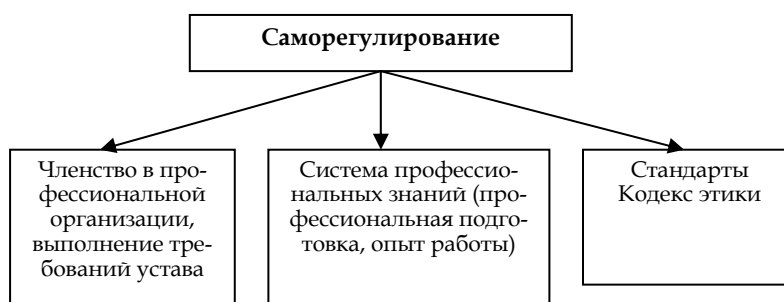 Саморегулирование
Членство в про-
фессиональной
организации,
выполнение тре-
бований устава
Система профессио-
нальных знаний (про-
фессиональная подго-
товка, опыт работы)
Стандарты
Кодекс этики